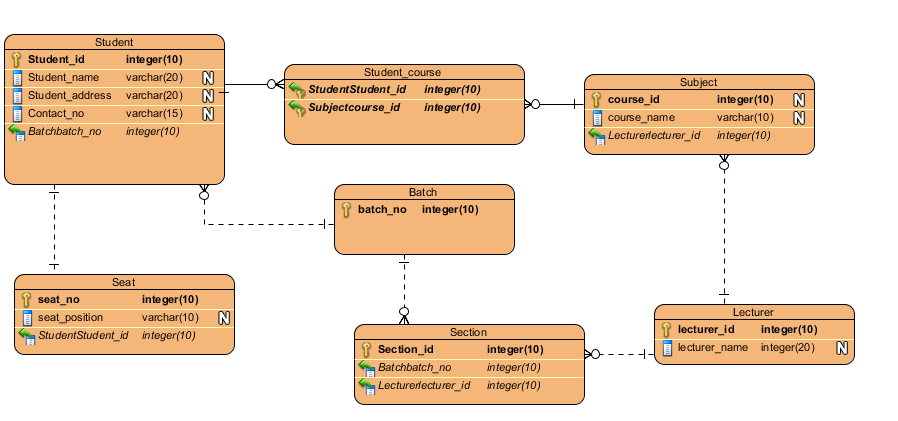 Student
Student_id integer(10)
Student_name varchar(20) N
Student_address varchar(20) N
Contact_no varchar(15) N
Batchbatch_no integer(10)
Student_course
StudentStudent_id integer(10)
Subjectcourse_id integer(10)
Subject
course_id integer(10) N
course_name varchar(10) N
Lecturerlecturer_id integer(10)
Batch
batch_no integer(10)
Seat
seat_no integer(10)
seat_position varchar(10) N
StudentStudent_id integer(10)
Section
Section_id integer(10)
Batchbatch_no integer(10)
Lecturerlecturer_id integer(10)
Lecturer
lecturer_id integer(10)
lecturer_name integer(20) N